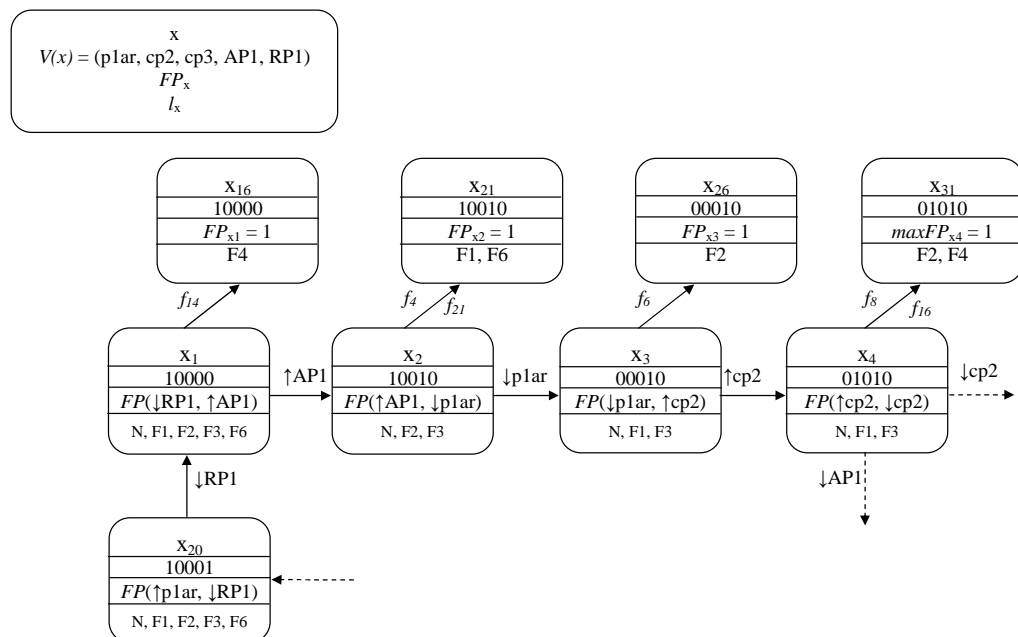 x
V(x) = (p1ar, cp2, cp3, AP1, RP1)
FPx
lx
x16
10000
FPx1 = 1
F4
x21
10010
FPx2 = 1
F1, F6
x26
00010
FPx3 = 1
F2
x31
01010
maxFPx4 = 1
F2, F4
f14
f4
f21
f6
f8
f16
x1
10000
FP(↓RP1, ↑AP1)
N, F1, F2, F3, F6
↑AP1
x2
10010
FP(↑AP1, ↓p1ar)
N, F2, F3
↓p1ar
x3
00010
FP(↓p1ar, ↑cp2)
N, F1, F3
↑cp2
x4
01010
FP(↑cp2, ↓cp2)
N, F1, F3
↓cp2
↓RP1
↓AP1
x20
10001
FP(↑p1ar, ↓RP1)
N, F1, F2, F3, F6